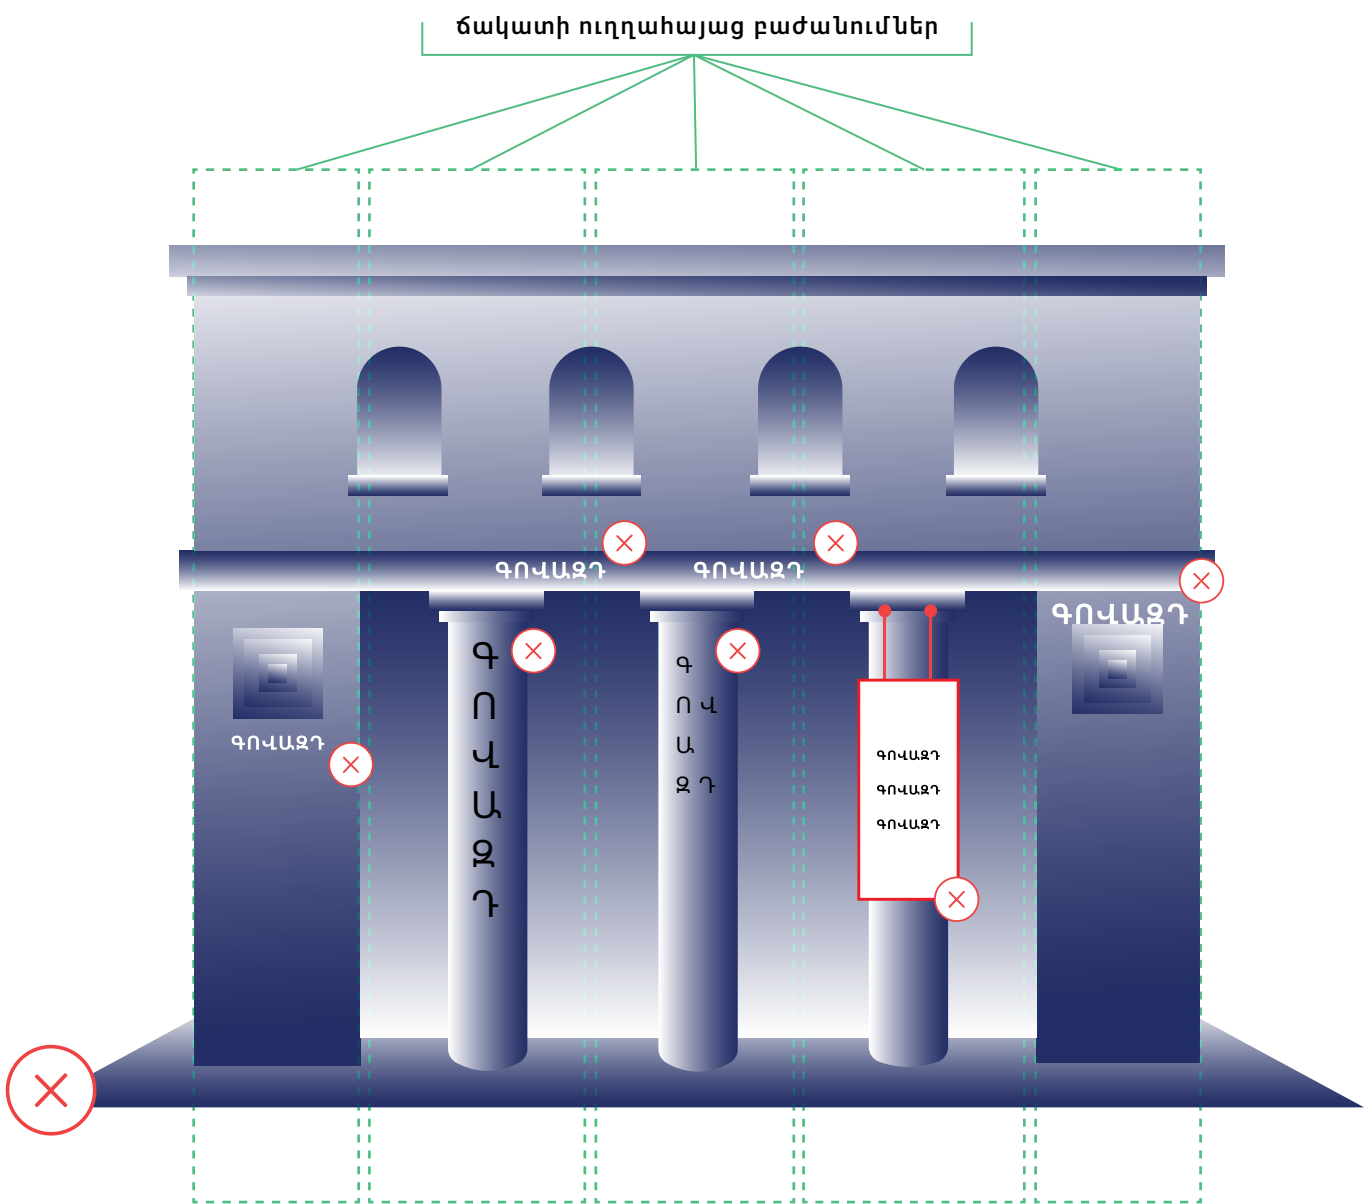 ճակատի ուղղահայաց բաժանումներ
ԳՈՎԱԶԴ ԳՈՎԱԶԴ
ԳՈՎԱԶԴ
ԳՈՎԱԶԴ
Գ
Ո
Վ
Ա
Զ
Դ
Գ
Ո Վ
Ա
Զ Դ
ԳՈՎԱԶԴ
ԳՈՎԱԶԴ
ԳՈՎԱԶԴ